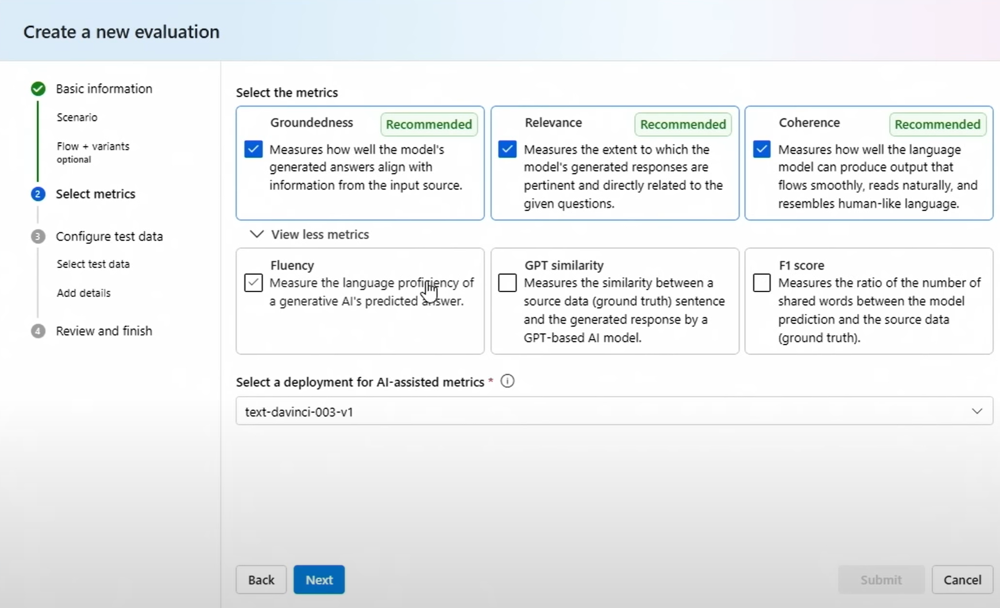 Create a new evaluation
Basic information
Scenario
Flow + variants
optional
2
Select metrics
3
Configure test data
Select test data
Add details
4
Review and finish
Select the metrics
Groundedness
Recommended
Measures how well the model's
generated answers align with
information from the input source.
Relevance
Recommended
Measures the extent to which the
model's generated responses are
pertinent and directly related to the
given questions.
Coherence
Recommended
Measures how well the language
model can produce output that
flows smoothly, reads naturally, and
resembles human-like language.
View less metrics
Fluency
Measure the language proficiency of
a generative AI's predicted answer.
GPT similarity
Measures the similarity between a
source data (ground truth) sentence
and the generated response by a
GPT-based AI model.
F1 score
Measures the ratio of the number of
shared words between the model
prediction and the source data
(ground truth).
Select a deployment for AI-assisted metrics *
text-davinci-003-v1
Back
Next
Submit
Cancel